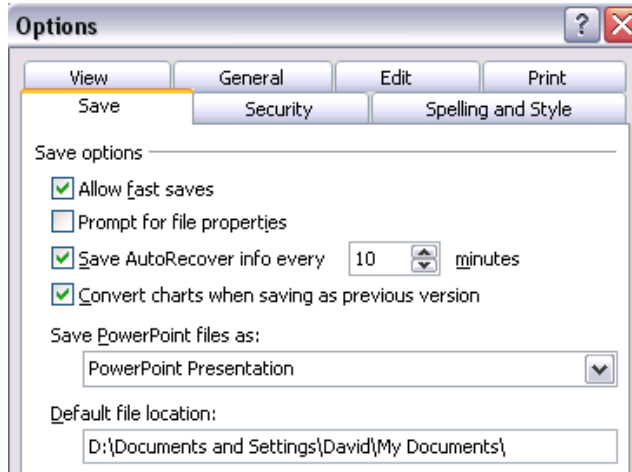 Options
View General Edit Print
Save Security Spelling and Style
Save options
Allow fast saves
Prompt for file properties
Save AutoRecover info every 10 minutes
Convert charts when saving as previous version
Save PowerPoint files as:
PowerPoint Presentation
Default file location:
D:\Documents and Settings\David\My Documents\